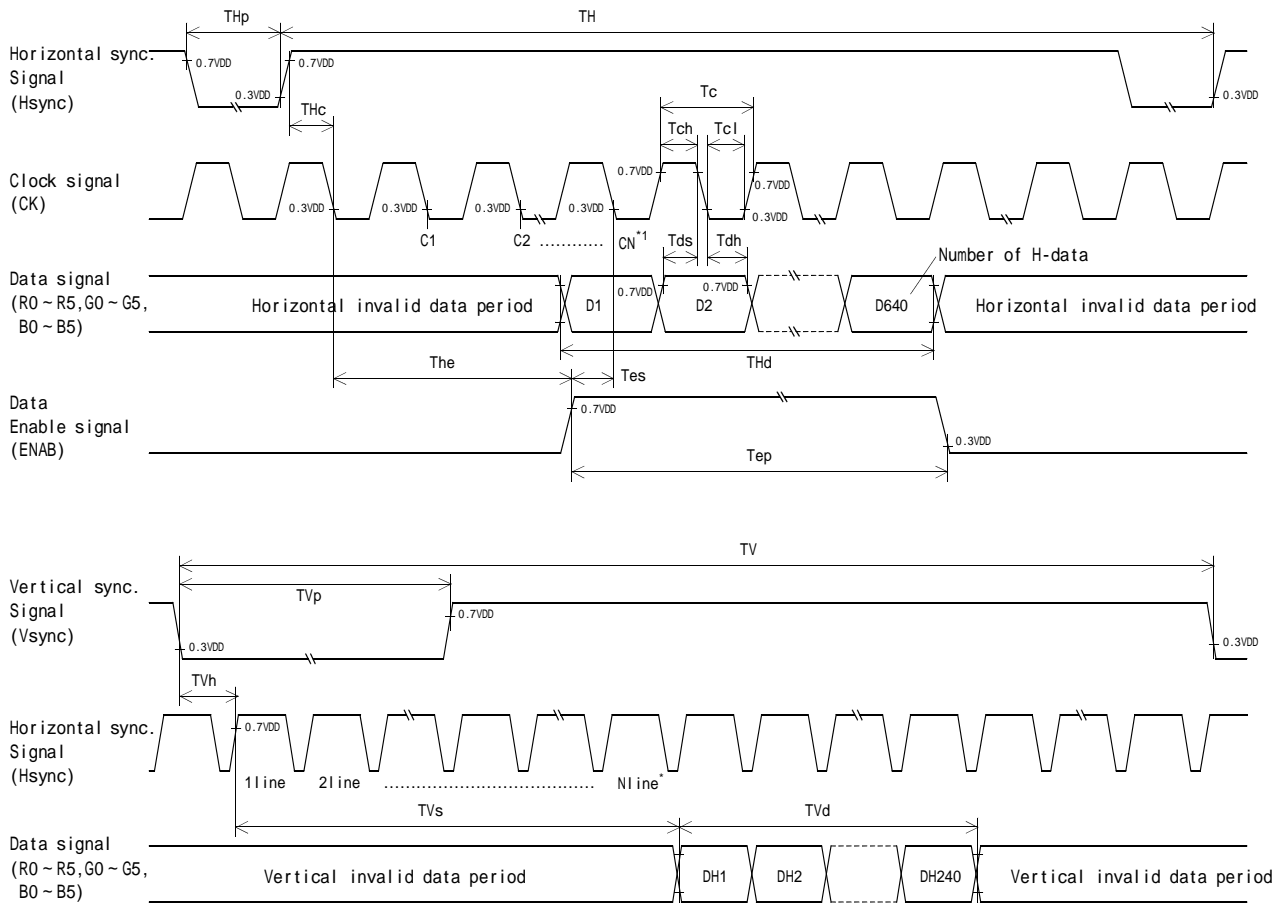 THp
TH
Horizontal sync.
Signal
(Hsync)
0.7VDD
0.3VDD
0.7VDD
0.3VDD
THc
Tc
Tch
Tcl
Clock signal
(CK)
0.3VDD
0.3VDD
0.3VDD
0.3VDD
0.7VDD
0.7VDD
0.3VDD
C1
C2 ............ CN*1
Tds
Tdh
Number of H-data
Data signal
(R0~R5,G0~G5,
B0~B5)
Horizontal invalid data period
D1
0.7VDD
D2
0.7VDD
D640
Horizontal invalid data period
THd
The
Tes
Data
Enable signal
(ENAB)
0.7VDD
0.3VDD
Tep
TV
Vertical sync.
Signal
(Vsync)
TVp
0.7VDD
0.3VDD
0.3VDD
TVh
Horizontal sync.
Signal
(Hsync)
0.7VDD
1line 2line ........................................ Nline*
TVs
TVd
Data signal
(R0~R5,G0~G5,
B0~B5)
Vertical invalid data period
DH1
DH2
DH240
Vertical invalid data period